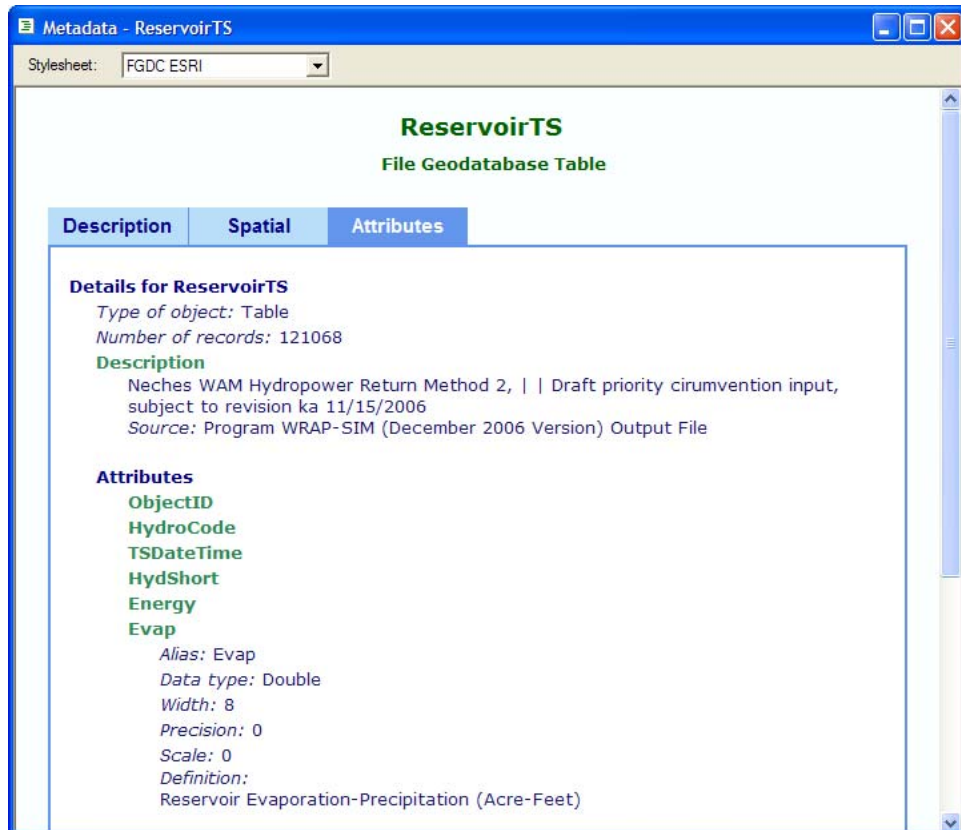 Metadata - ReservoirTS
Stylesheet: FGDC ESRI
ReservoirTS
File Geodatabase Table
Description Spatial Attributes
Details for ReservoirTS
Type of object: Table
Number of records: 121068
Description
Neches WAM Hydropower Return Method 2, | | Draft priority cirumvention input,
subject to revision ka 11/15/2006
Source: Program WRAP-SIM (December 2006 Version) Output File
Attributes
ObjectID
HydroCode
TSDateTime
HydShort
Energy
Evap
Alias: Evap
Data type: Double
Width: 8
Precision: 0
Scale: 0
Definition:
Reservoir Evaporation-Precipitation (Acre-Feet)